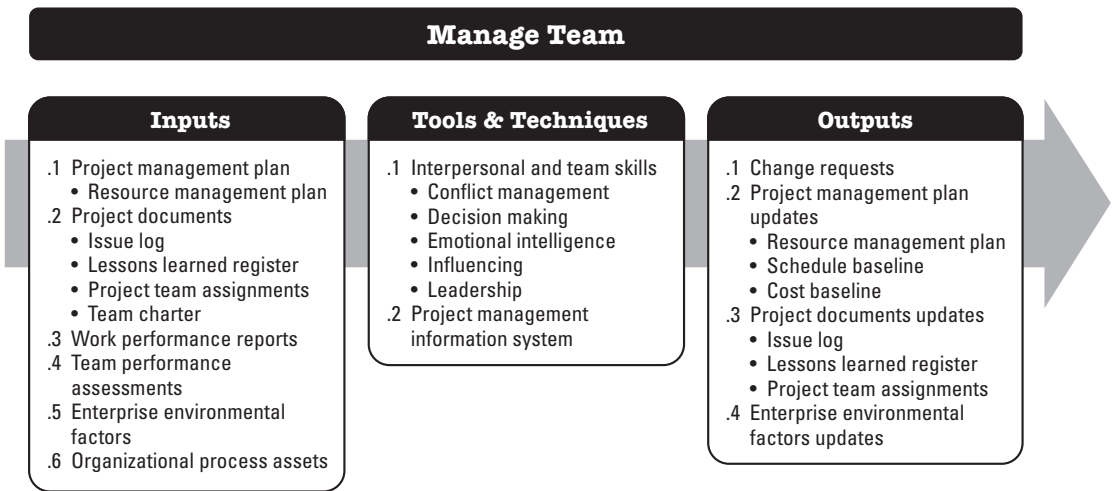 Manage Team
Inputs
.1 Project management plan
• Resource management plan
.2 Project documents
• Issue log
• Lessons learned register
• Project team assignments
• Team charter
.3 Work performance reports
.4 Team performance
assessments
.5 Enterprise environmental
factors
.6 Organizational process assets
Tools & Techniques
.1 Interpersonal and team skills
• Conflict management
• Decision making
• Emotional intelligence
• Influencing
• Leadership
.2 Project management
information system
Outputs
.1 Change requests
.2 Project management plan
updates
• Resource management plan
• Schedule baseline
• Cost baseline
.3 Project documents updates
• Issue log
• Lessons learned register
• Project team assignments
.4 Enterprise environmental
factors updates